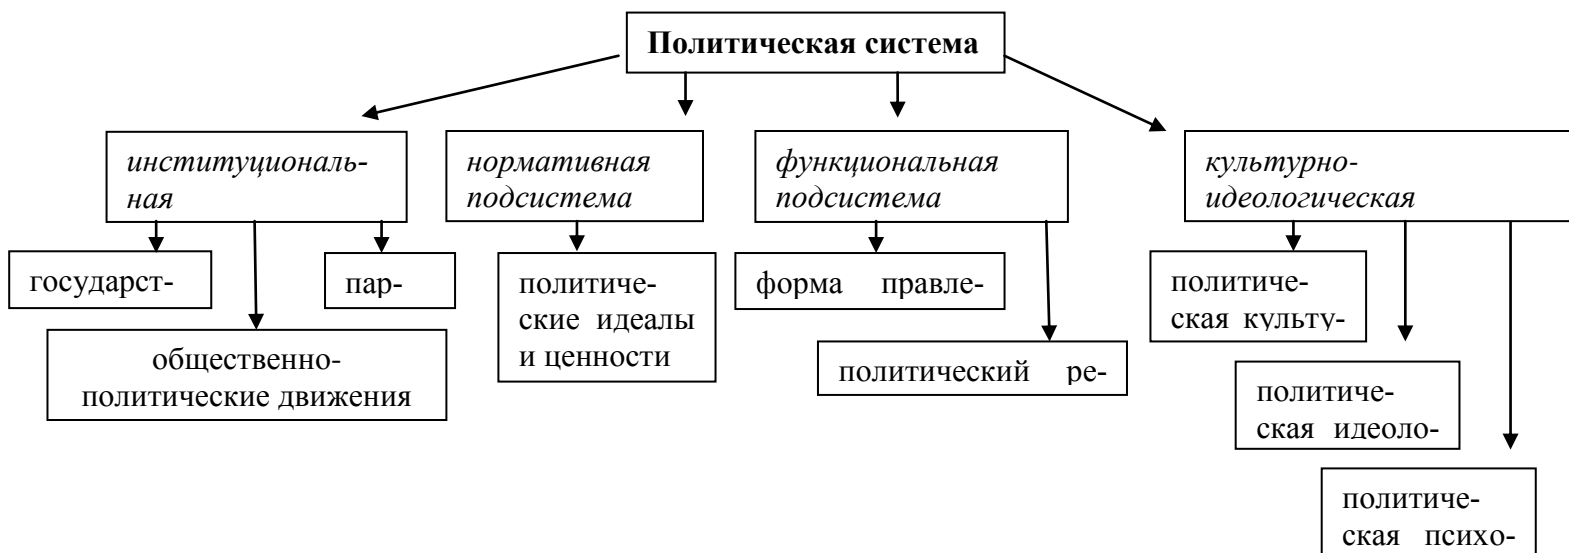 Политическая система
институциональ-
ная
нормативная
подсистема
функциональная
подсистема
культурно-
идеологическая
государст-
пар-
политиче-
ские идеалы
и ценности
форма правле-
политиче-
ская культу-
общественно-
политические движения
политический ре-
политиче-
ская идеоло-
политиче-
ская психо-